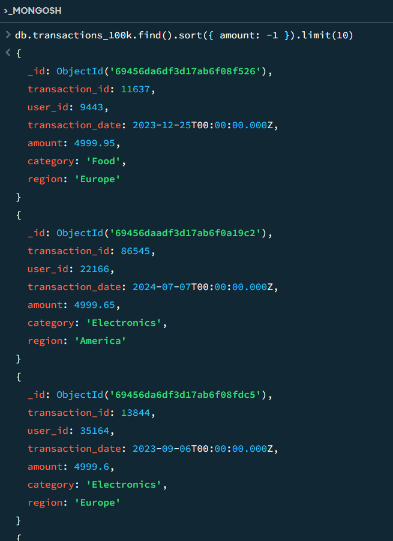 >_MONGOSH
> db.transactions_100k.find().sort({ amount: -1 }).limit(10)
< {
_id: ObjectId('69456da6df3d17ab6f08f526'),
transaction_id: 11637,
user_id: 9443,
transaction_date: 2023-12-25T00:00:00.000Z,
amount: 4999.95,
category: 'Food',
region: 'Europe'
}
{
_id: ObjectId('69456daadf3d17ab6f0a19c2'),
transaction_id: 86545,
user_id: 22166,
transaction_date: 2024-07-07T00:00:00.000Z,
amount: 4999.65,
category: 'Electronics',
region: 'America'
}
{
_id: ObjectId('69456da6df3d17ab6f08fdc5'),
transaction_id: 13844,
user_id: 35164,
transaction_date: 2023-09-06T00:00:00.000Z,
amount: 4999.6,
category: 'Electronics',
region: 'Europe'
}
{